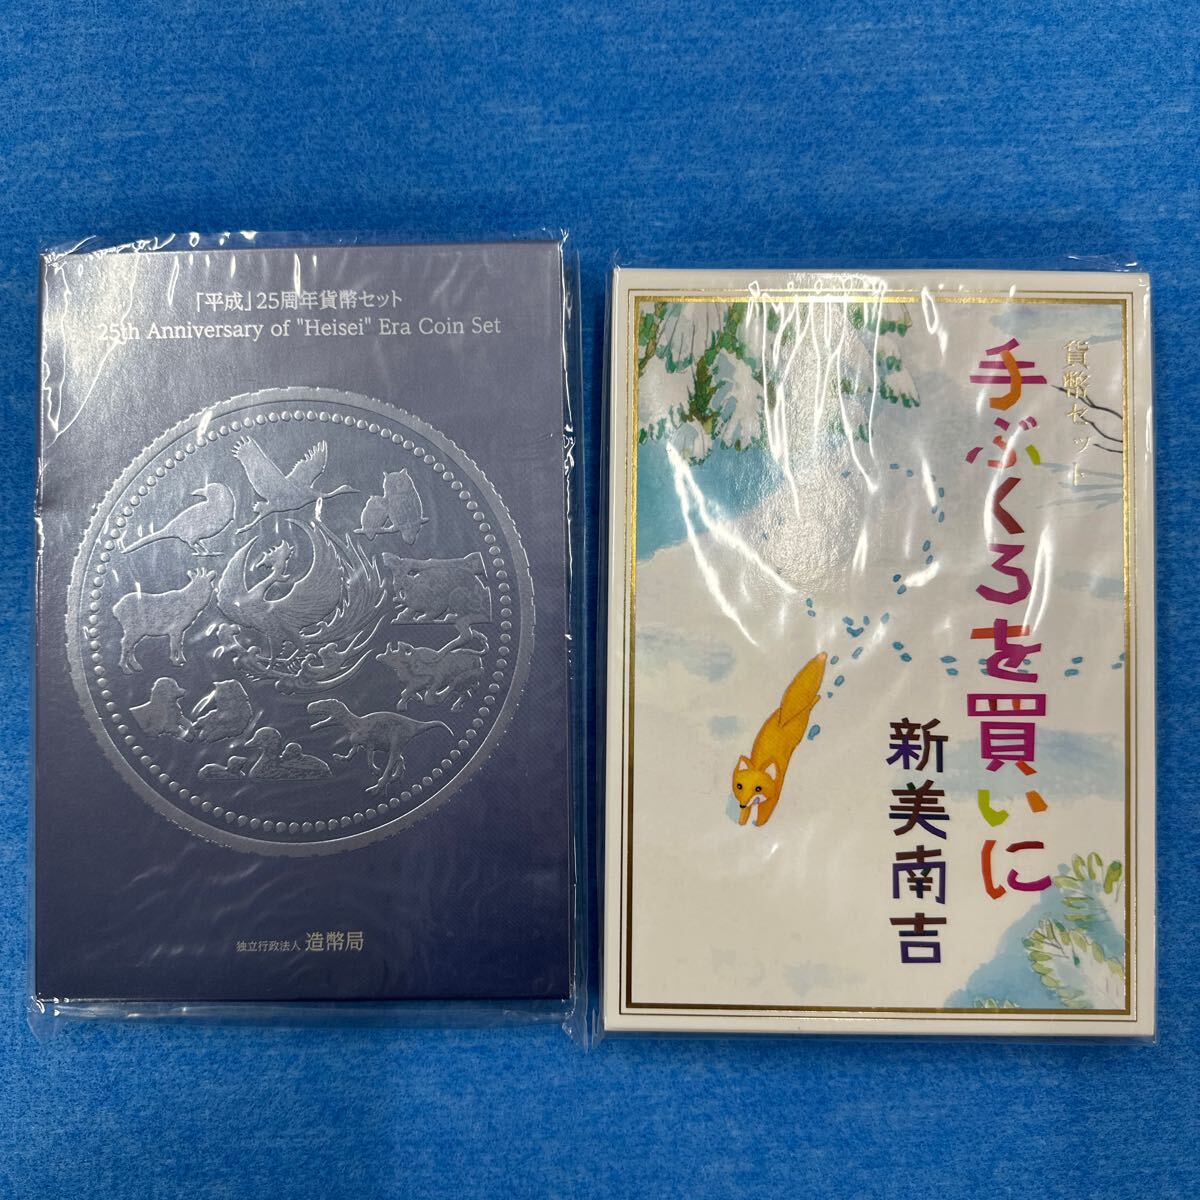 「平成」25周年貨幣セット
25th Anniversary of "Heisei" Era Coin Set
独立行政法人 造幣局
貨幣セット
手ぶくろを買いに
新美南吉